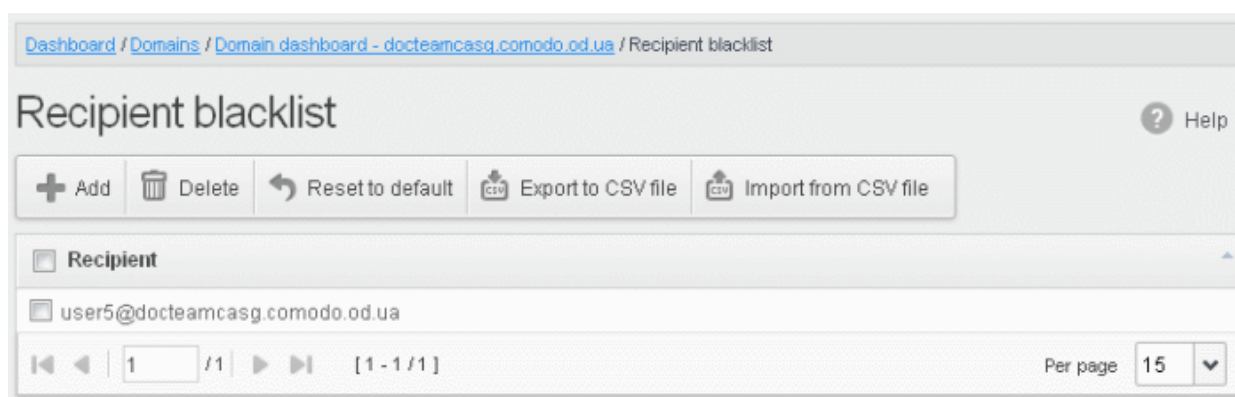 Dashboard / Domains / Domain dashboard - docteamcasg.comodo.od.ua / Recipient blacklist
Recipient blacklist
Help
Add Delete Reset to default Export to CSV file Import from CSV file
Recipient
user5@docteamcasg.comodo.od.ua
1 /1 [1-1/1] Per page 15